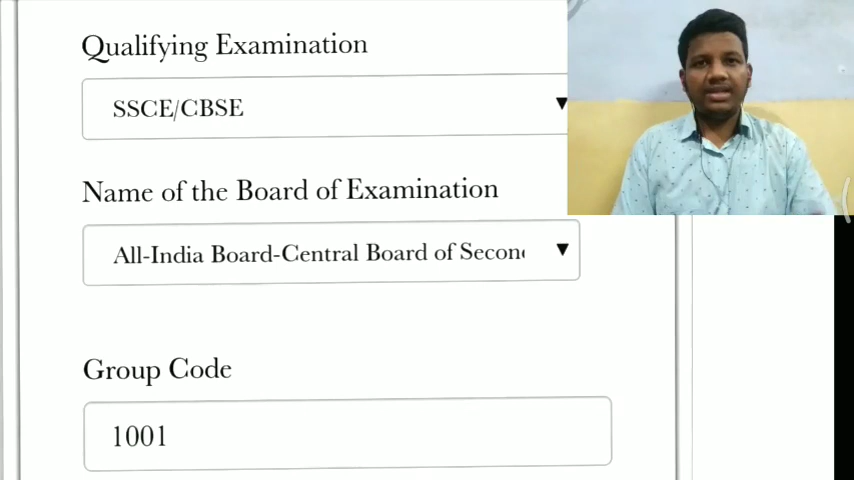 Qualifying Examination
SSCE/CBSE
Name of the Board of Examination
All-India Board-Central Board of
Group Code
1001